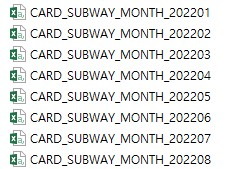 CARD_SUBWAY_MONTH_202201
CARD_SUBWAY_MONTH_202202
CARD_SUBWAY_MONTH_202203
CARD_SUBWAY_MONTH_202204
CARD_SUBWAY_MONTH_202205
CARD_SUBWAY_MONTH_202206
CARD_SUBWAY_MONTH_202207
CARD_SUBWAY_MONTH_202208